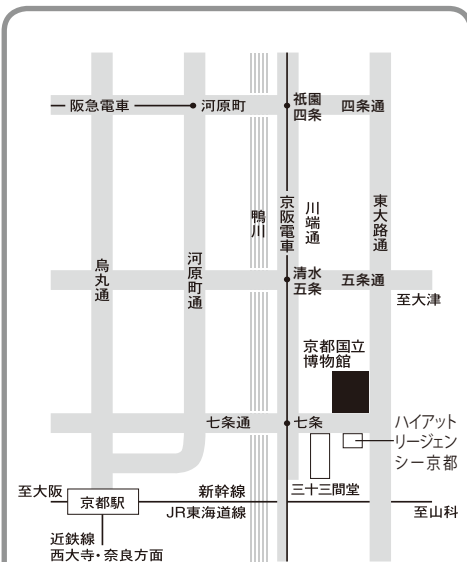 阪急電車
河原町
祇園
四条
四条通
鴨川
京阪電車
川端通
東大路通
烏丸通
河原町通
清水
五条
五条通
至大津
京都国立
博物館
七条通
七条
ハイアット
リージェン
シー京都
三十三間堂
至大阪
京都駅
新幹線
JR東海道線
至山科
近鉄線
西大寺・奈良方面